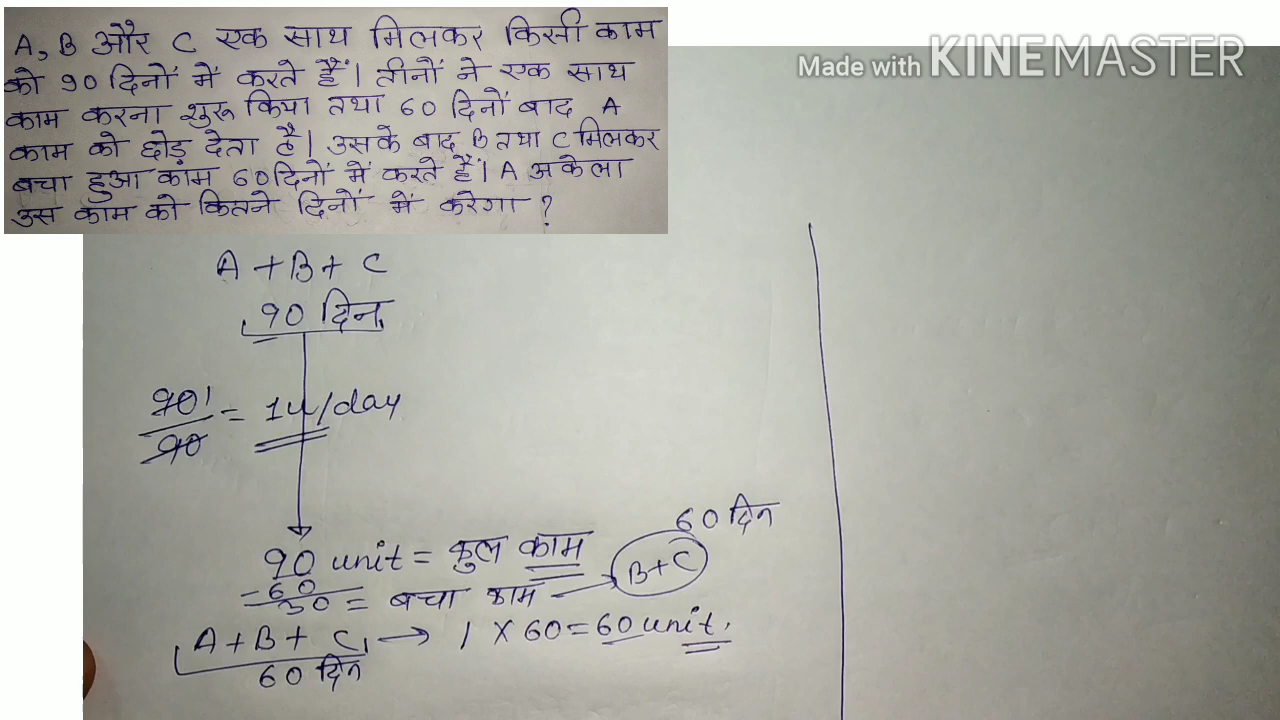 A, B और C एक साथ मिलकर किसी काम
को 90 दिनों में करते हैं। तीनों ने एक साथ
काम करना शुरू किया तथा 60 दिनों बाद A
काम को छोड़ देता है। उसके बाद B तथा C मिलकर
बचा हुआ काम 60 दिनों में करते हैं। A अकेला
उस काम को कितने दिनों में करेगा ?
Made with KINEMASTER
A + B + C
90 दिन
90 1
= 1u/day
90
60 दिन
90 unit = कुल काम
B+C
- 60
30 = बचा काम
A + B + C → 1 × 60 = 60 unit.
60 दिन